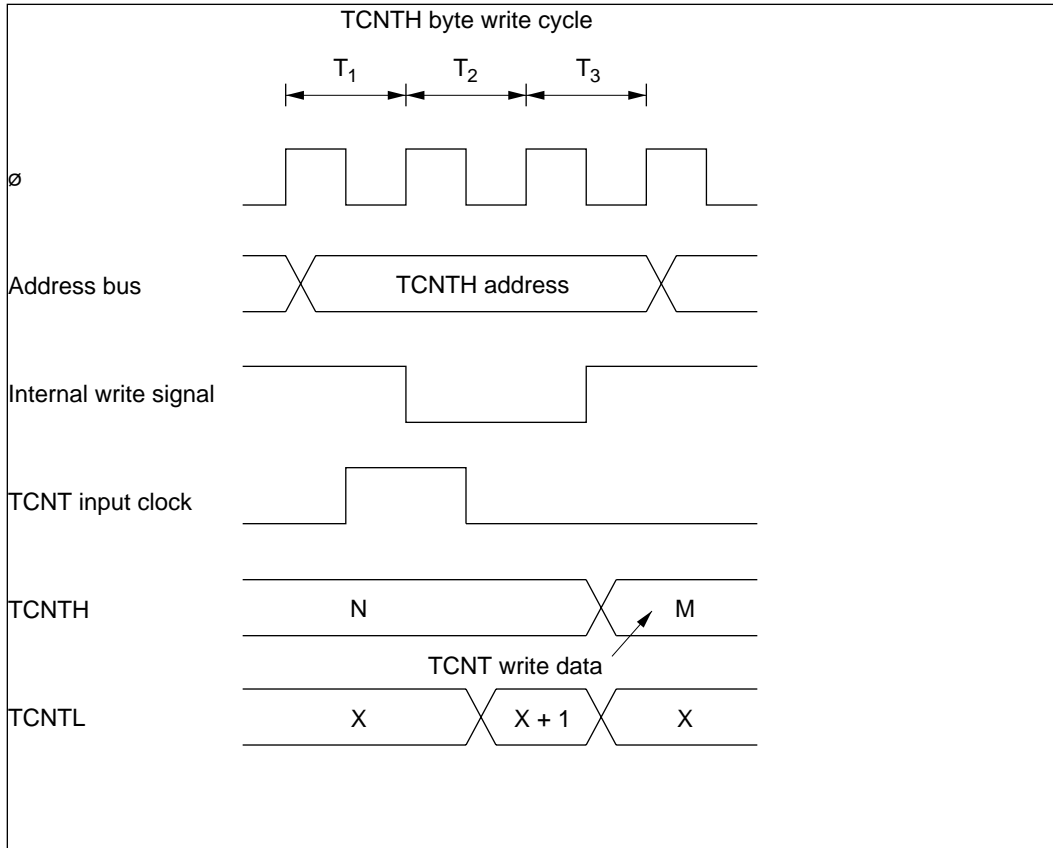 TCNTH byte write cycle
T1 T2 T3
ø
Address bus TCNTH address
Internal write signal
TCNT input clock
TCNTH N M
TCNT write data
TCNTL X X + 1 X